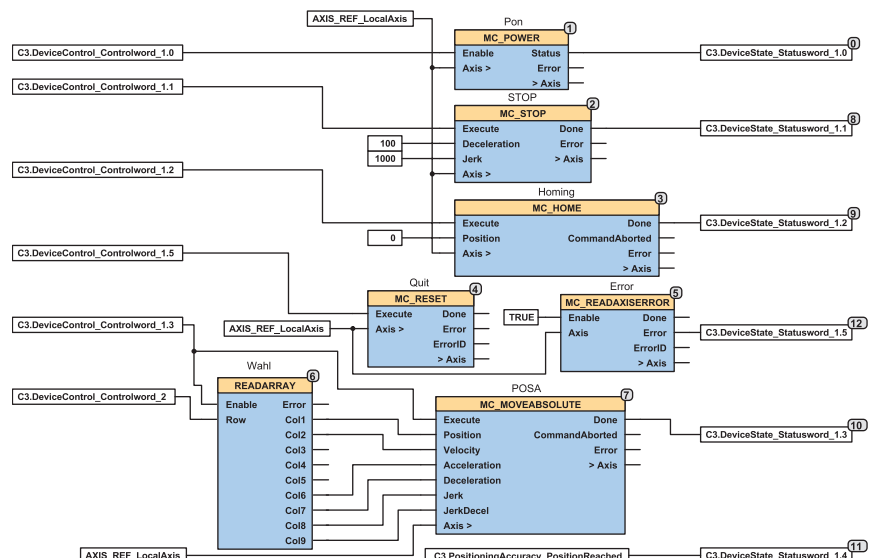 AXIS_REF_LocalAxis
Pon
1
MC_POWER
0
C3.DeviceControl_Controlword_1.0
Enable Status
C3.DeviceState_Statusword_1.0
Axis > Error
> Axis
C3.DeviceControl_Controlword_1.1
STOP
2
MC_STOP
8
Execute Done
C3.DeviceState_Statusword_1.1
100
Deceleration Error
1000
Jerk > Axis
Axis >
C3.DeviceControl_Controlword_1.2
Homing
3
MC_HOME
9
Execute Done
C3.DeviceState_Statusword_1.2
0
Position CommandAborted
Axis > Error
> Axis
C3.DeviceControl_Controlword_1.5
Quit
4
MC_RESET
Execute Done
Axis > Error
ErrorID
> Axis
AXIS_REF_LocalAxis
Error
5
MC_READAXISERROR
TRUE
Enable Done
12
Axis Error
C3.DeviceState_Statusword_1.5
ErrorID
> Axis
C3.DeviceControl_Controlword_1.3
Wahl
6
READARRAY
C3.DeviceControl_Controlword_2
Enable Error
Row Col1
Col2
Col3
Col4
Col5
Col6
Col7
Col8
Col9
POSA
7
MC_MOVEABSOLUTE
10
Execute Done
C3.DeviceState_Statusword_1.3
Position CommandAborted
Velocity Error
Acceleration > Axis
Deceleration
Jerk
JerkDecel
Axis >
11
AXIS_REF_LocalAxis
C3.PositioningAccuracy_PositionReached
C3.DeviceState_Statusword_1.4